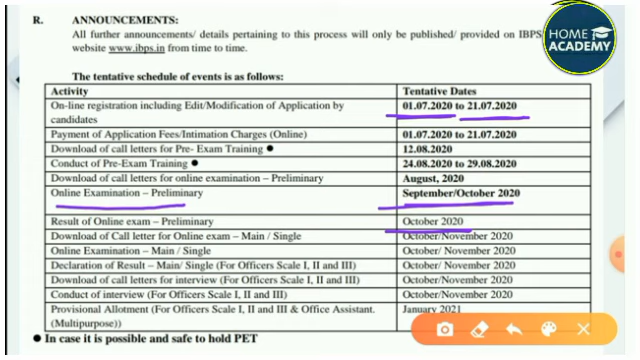 R. ANNOUNCEMENTS:
All further announcements/ details pertaining to this process will only be published/ provided on IBPS
website www.ibps.in from time to time.
HOME
ACADEMY
The tentative schedule of events is as follows:
Activity Tentative Dates
On-line registration including Edit/Modification of Application by 01.07.2020 to 21.07.2020
candidates
Payment of Application Fees/Intimation Charges (Online) 01.07.2020 to 21.07.2020
Download of call letters for Pre- Exam Training ● 12.08.2020
Conduct of Pre-Exam Training ● 24.08.2020 to 29.08.2020
Download of call letters for online examination – Preliminary August, 2020
Online Examination – Preliminary September/October 2020
Result of Online exam – Preliminary October 2020
Download of Call letter for Online exam – Main / Single October/November 2020
Online Examination – Main / Single October/ November 2020
Declaration of Result – Main/ Single (For Officers Scale I, II and III) October/ November 2020
Download of call letters for interview (For Officers Scale I, II and III) October/November 2020
Conduct of interview (For Officers Scale I, II and III) October/November 2020
Provisional Allotment (For Officers Scale I, II and III & Office Assistant. January 2021
(Multipurpose))
● In case it is possible and safe to hold PET